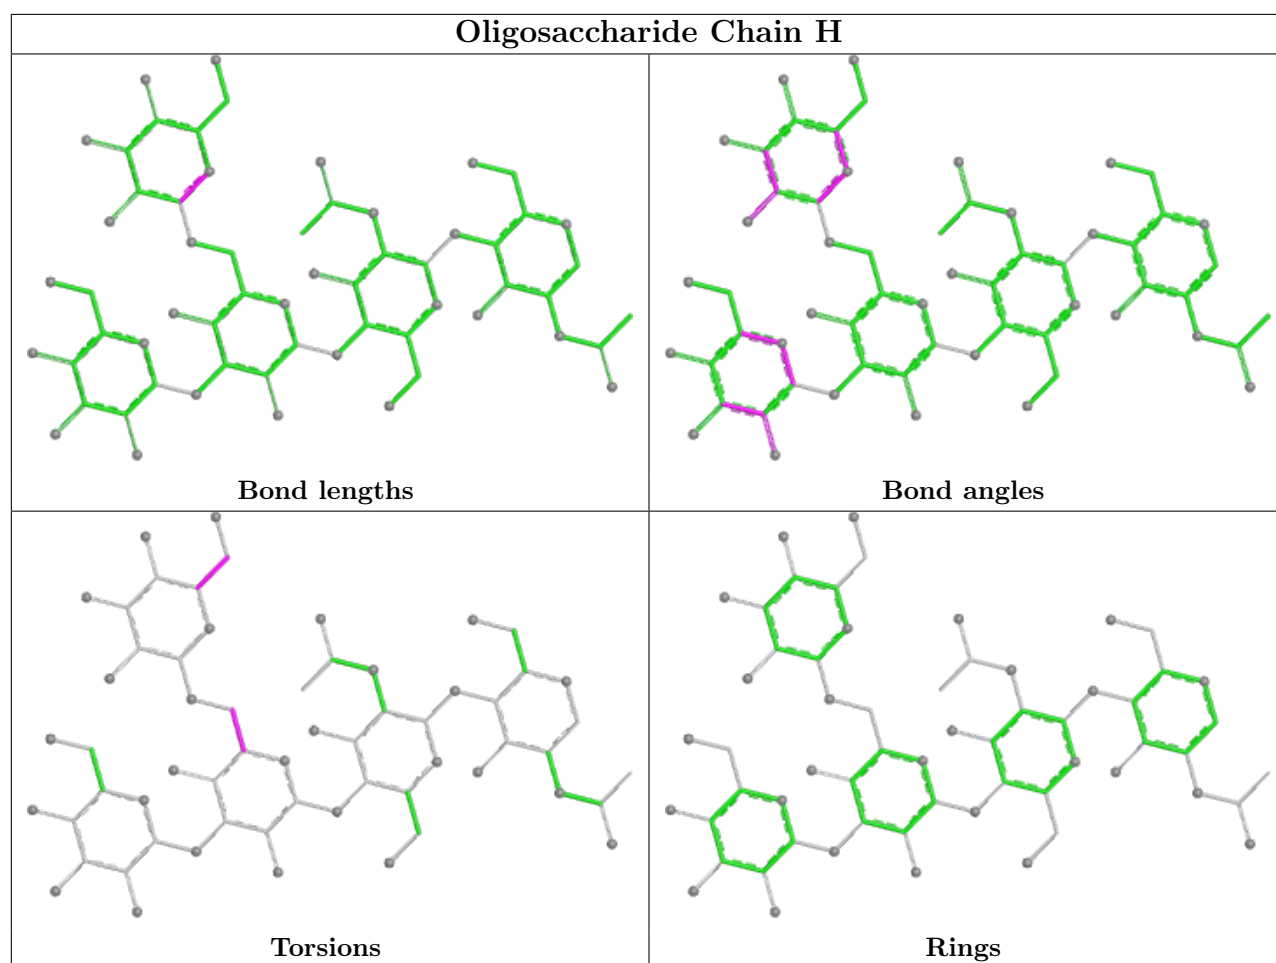 Oligosaccharide Chain H
Bond lengths
Bond angles
Torsions
Rings